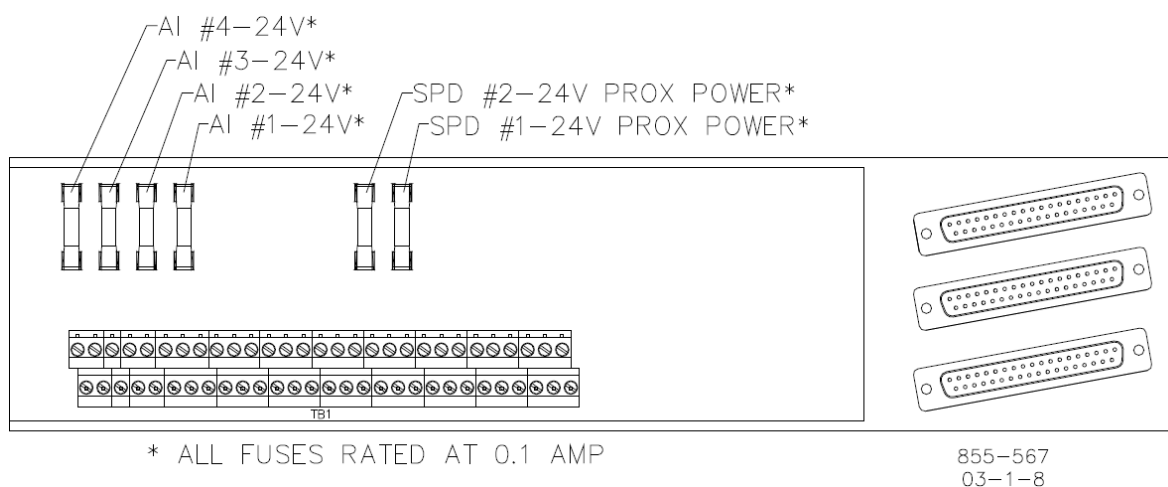 AI #4-24V*
AI #3-24V*
AI #2-24V*
AI #1-24V*
SPD #2-24V PROX POWER*
SPD #1-24V PROX POWER*
TB1
* ALL FUSES RATED AT 0.1 AMP
855-567
03-1-8